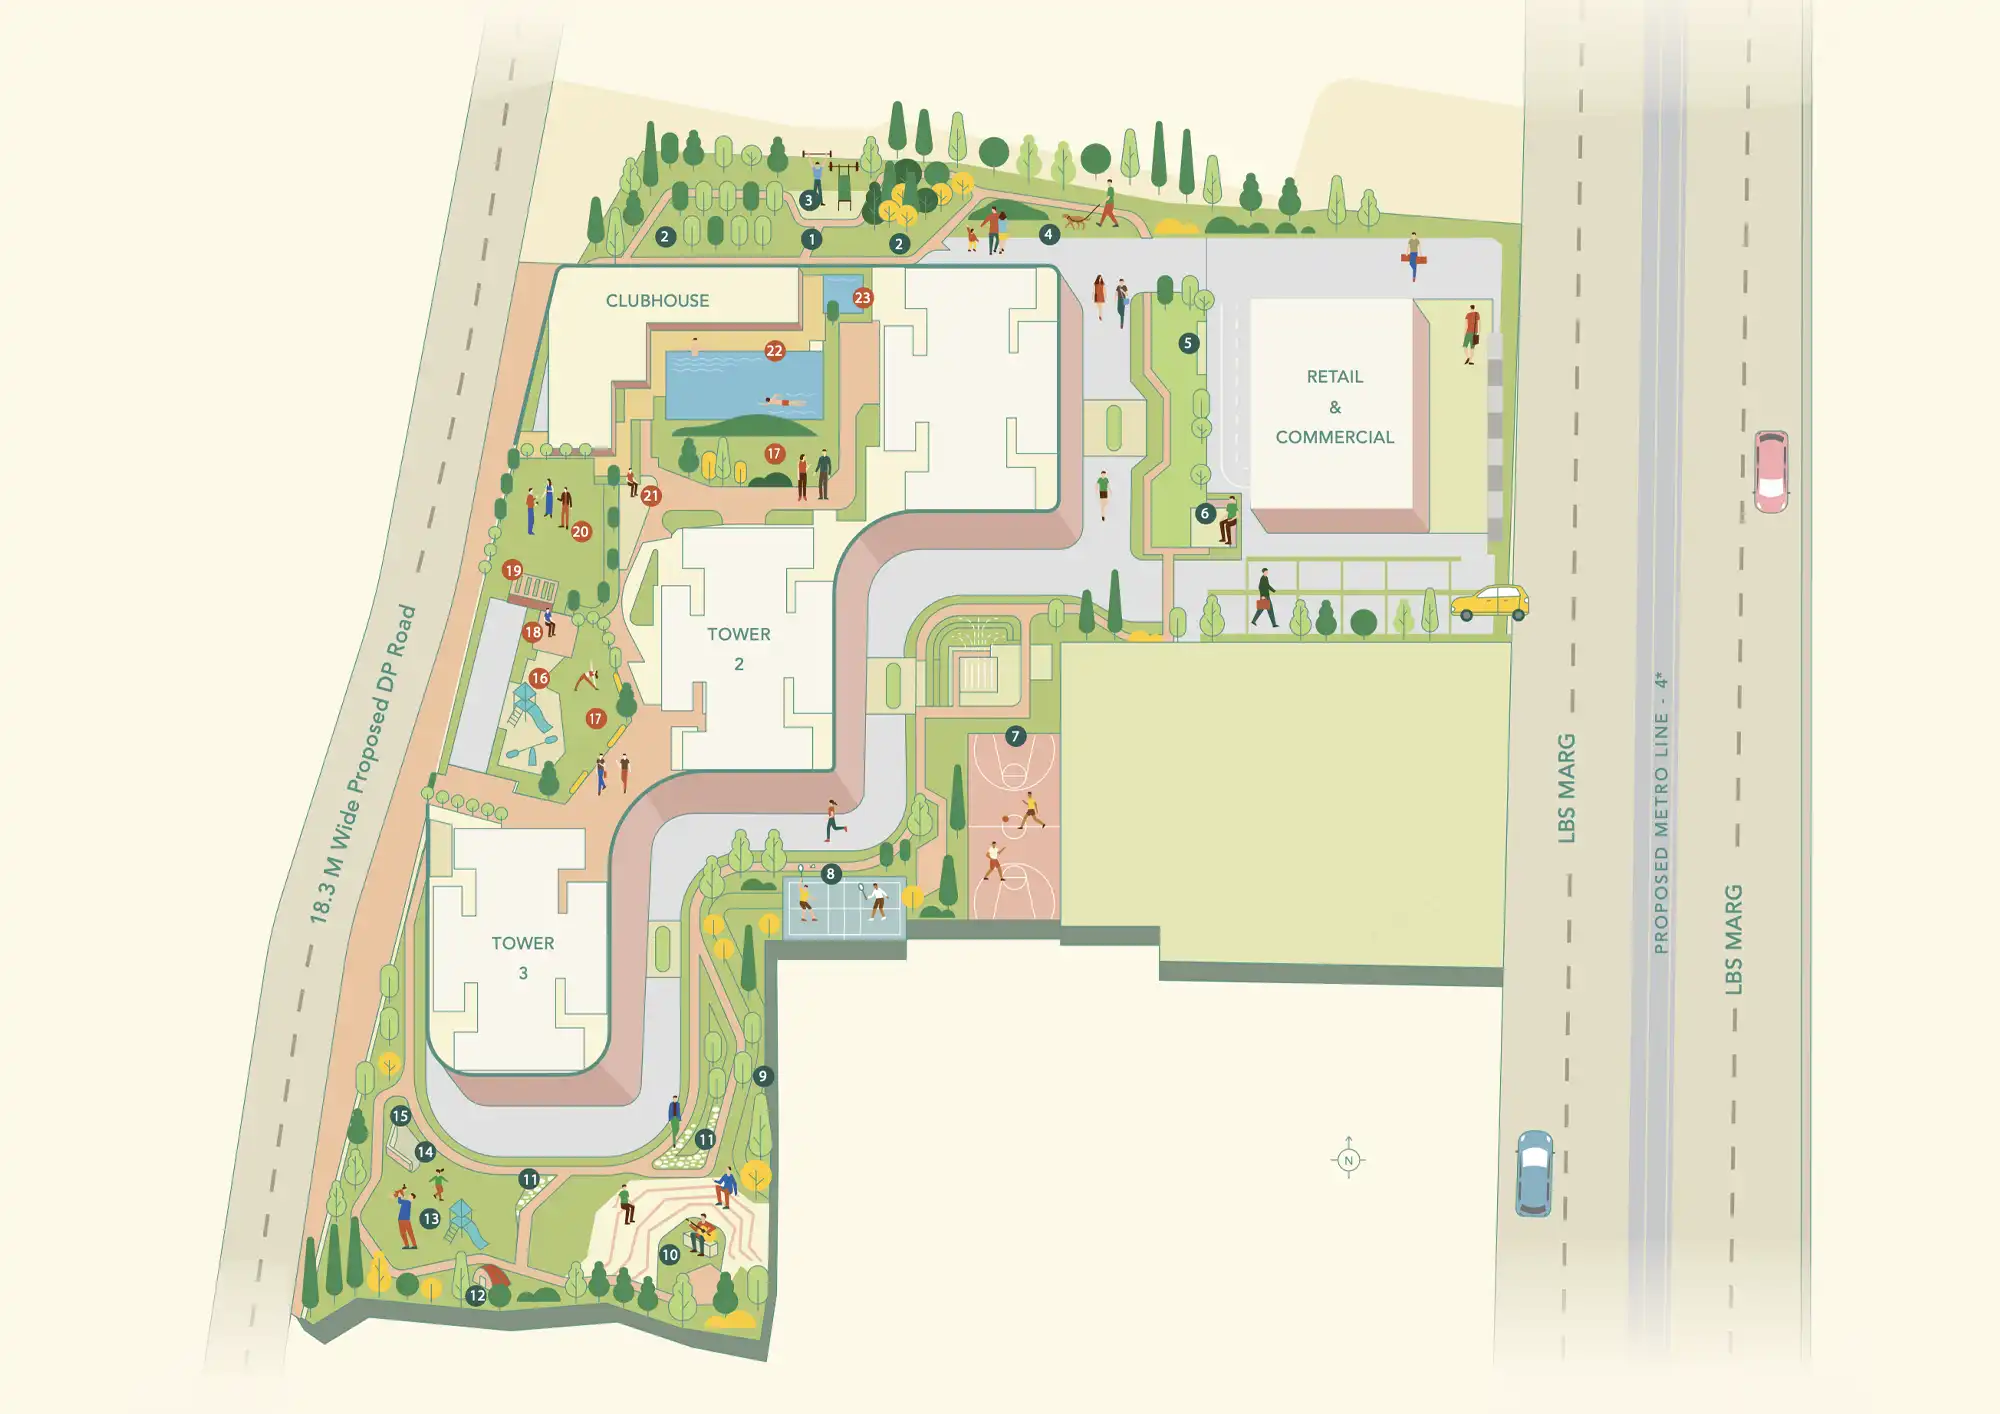 3
2
1
2
4
CLUBHOUSE
23
22
5
RETAIL
&
COMMERCIAL
17
21
6
20
19
18
TOWER
2
16
17
7
18.3 M Wide Proposed DP Road
LBS MARG
PROPOSED METRO LINE - 4*
LBS MARG
8
TOWER
3
9
15
11
14
11
13
10
12
N